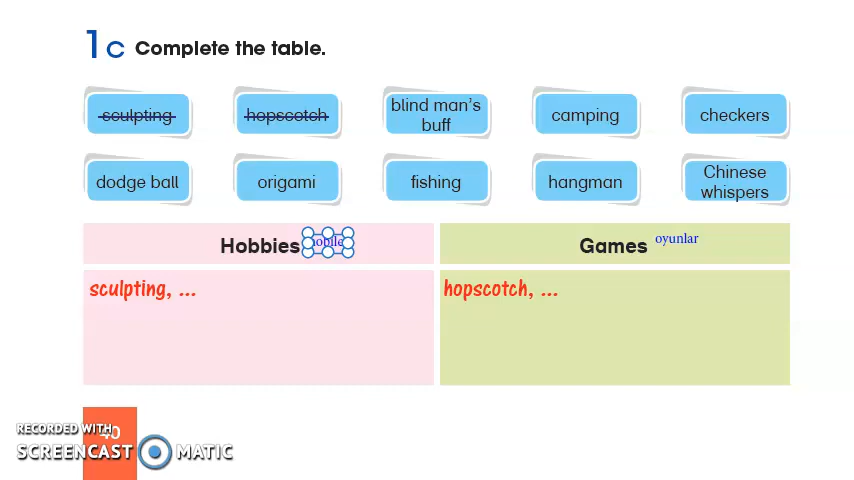 1c Complete the table.
sculpting hopscotch blind man's buff camping checkers
dodge ball origami fishing hangman Chinese whispers
Hobbies Games oyunlar
sculpting, ... hopscotch, ...
RECORDED WITH
SCREENCAST MATIC